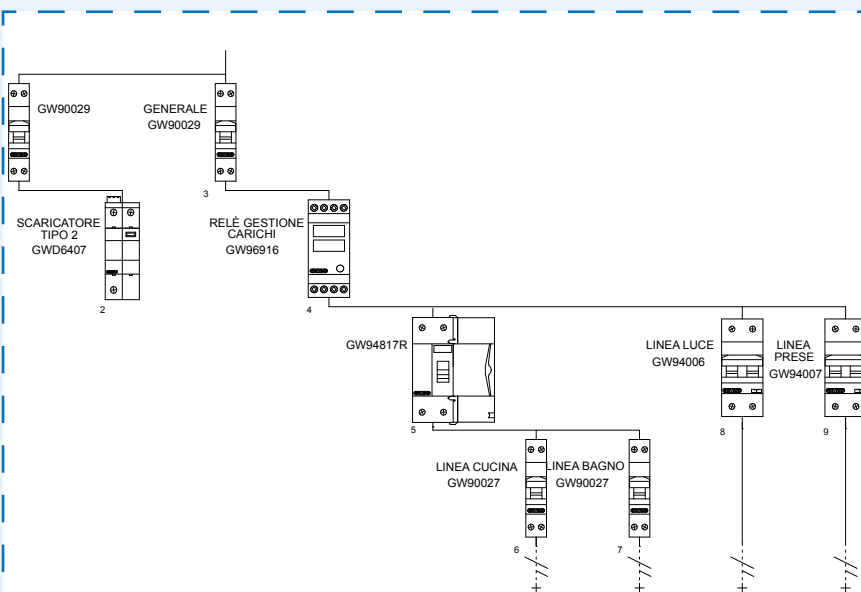 GW90029
GENERALE
GW90029
3
SCARICATORE
TIPO 2
GWD6407
2
RELÈ GESTIONE
CARICHI
GW96916
4
GW94817R
5
LINEA LUCE
GW94006
8
LINEA
PRESE
GW94007
9
LINEA CUCINA
GW90027
6
LINEA BAGNO
GW90027
7